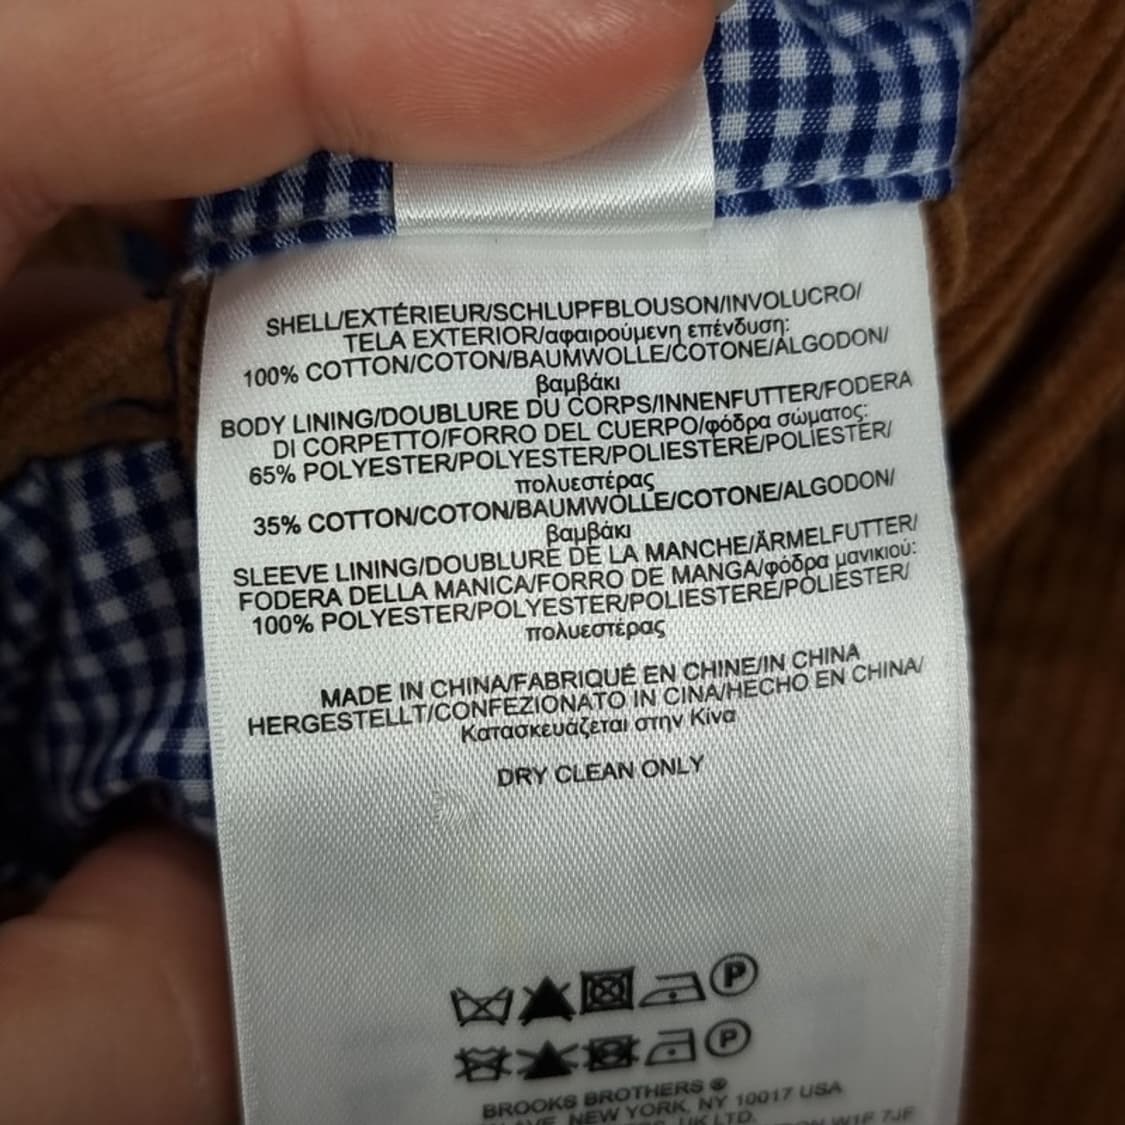 SHELL/EXTÉRIEUR/SCHLUPFBLOUSON/INVOLUCRO/
TELA EXTERIOR/αφαιρούμενη επένδυση:
100% COTTON/COTON/BAUMWOLLE/COTONE/ALGODON/
βαμβάκι
BODY LINING/DOUBLURE DU CORPS/INNENFUTTER/FODERA
DI CORPETTO/FORRO DEL CUERPO/φόδρα σώματος:
65% POLYESTER/POLYESTER/POLIESTERE/POLIESTER/
πολυεστέρας
35% COTTON/COTON/BAUMWOLLE/COTONE/ALGODON/
βαμβάκι
SLEEVE LINING/DOUBLURE DE LA MANCHE/ÄRMELFUTTER/
FODERA DELLA MANICA/FORRO DE MANGA/φόδρα μανικιού:
100% POLYESTER/POLYESTER/POLIESTERE/POLIESTER/
πολυεστέρας
MADE IN CHINA/FABRIQUÉ EN CHINE/IN CHINA
HERGESTELLT/CONFEZIONATO IN CINA/HECHO EN CHINA/
Κατασκευάζεται στην Κίνα
DRY CLEAN ONLY
P
P
BROOKS BROTHERS ®
NEW YORK, NY 10017 USA
UK LTD.
W1F 7JF